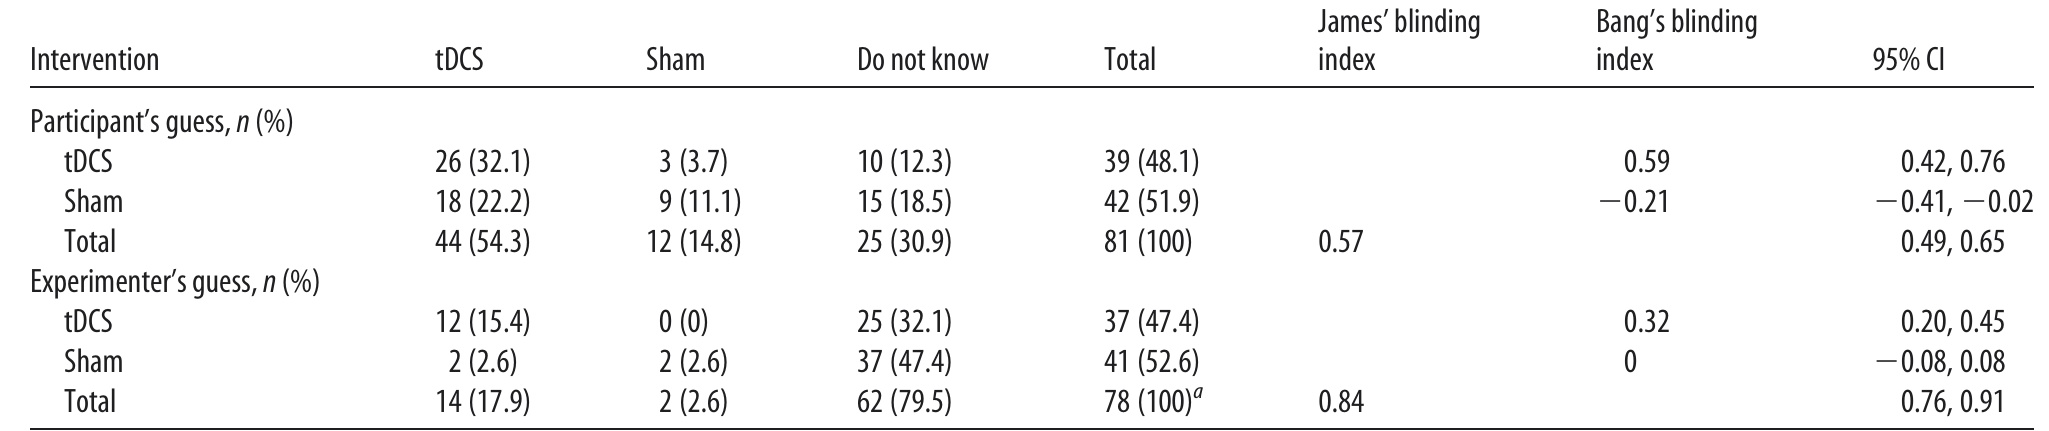 James’ blinding Bang’s blinding
Intervention tDCS Sham Do not know Total index index 95% CI
Participant’s guess, n (%)
tDCS 26 (32.1) 3 (3.7) 10 (12.3) 39 (48.1) 0.59 0.42, 0.76
Sham 18 (22.2) 9 (11.1) 15 (18.5) 42 (51.9) −0.21 −0.41, −0.02
Total 44 (54.3) 12 (14.8) 25 (30.9) 81 (100) 0.57 0.49, 0.65
Experimenter’s guess, n (%)
tDCS 12 (15.4) 0 (0) 25 (32.1) 37 (47.4) 0.32 0.20, 0.45
Sham 2 (2.6) 2 (2.6) 37 (47.4) 41 (52.6) 0 −0.08, 0.08
Total 14 (17.9) 2 (2.6) 62 (79.5) 78 (100)a 0.84 0.76, 0.91